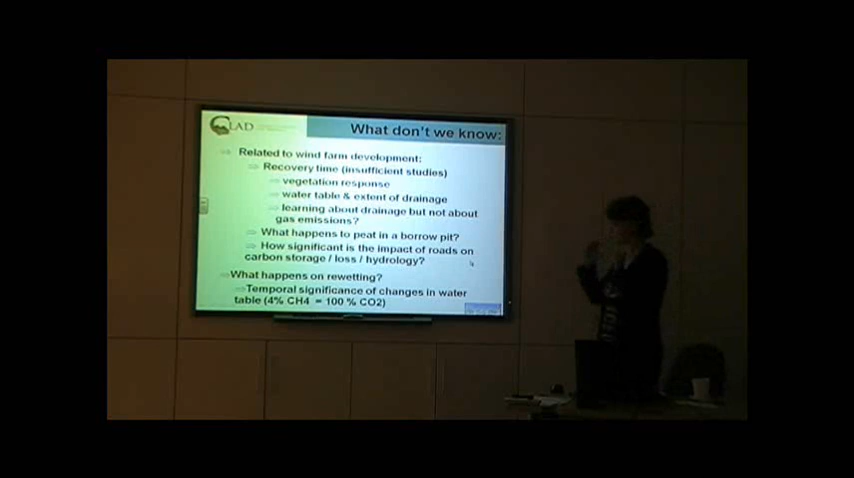 CLAD
What don't we know:
⇨ Related to wind farm development:
⇨ Recovery time (insufficient studies)
⇨ vegetation response
⇨ water table & extent of drainage
⇨ learning about drainage but not about
gas emissions?
⇨ What happens to peat in a borrow pit?
⇨ How significant is the impact of roads on
carbon storage / loss / hydrology?
⇨ What happens on rewetting?
⇨ Temporal significance of changes in water
table (4% CH4 = 100 % CO2)